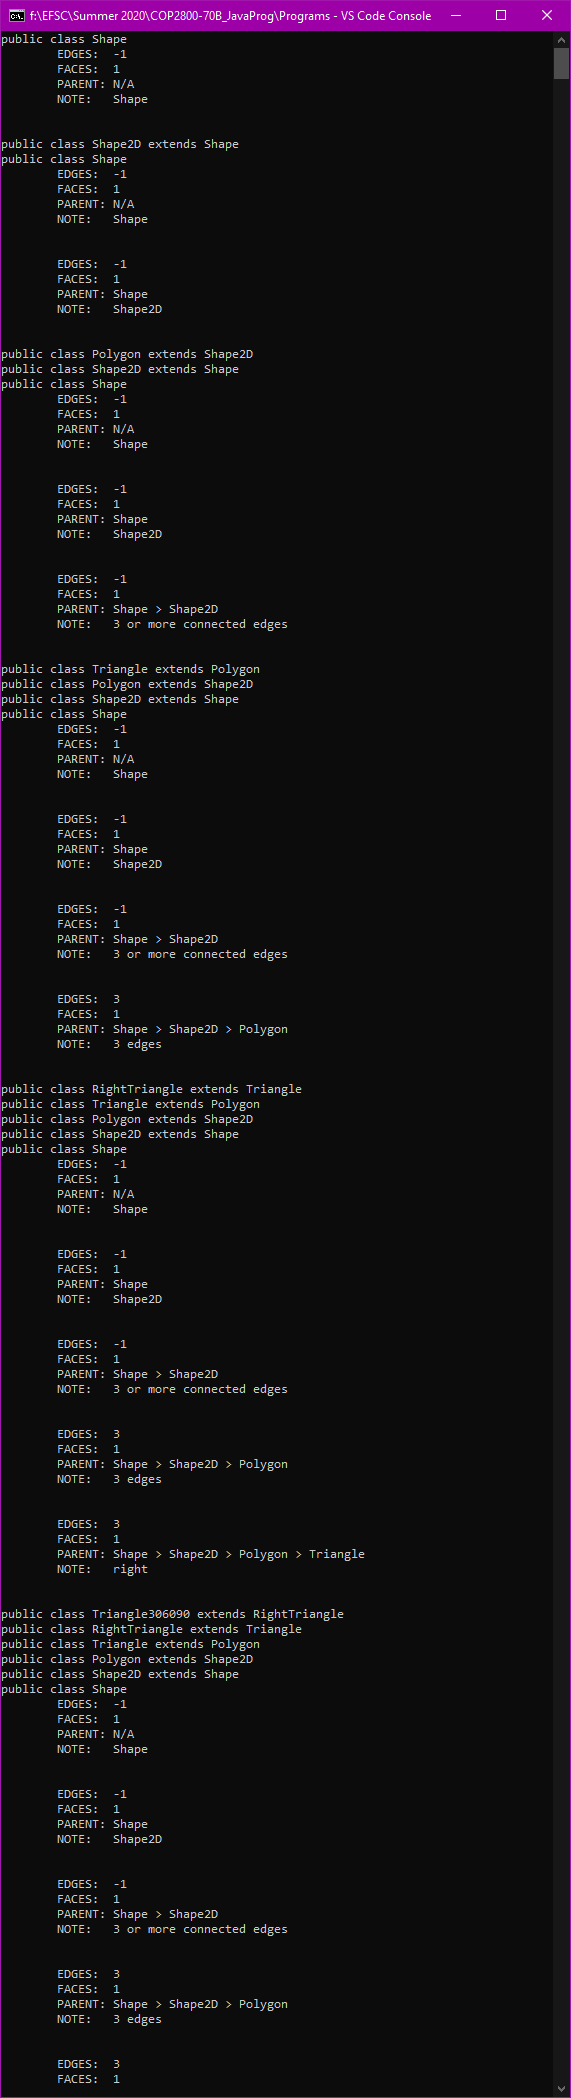 f:\EFSC\Summer 2020\COP2800-70B_JavaProg\Programs - VS Code Console
public class Shape
EDGES: -1
FACES: 1
PARENT: N/A
NOTE: Shape
public class Shape2D extends Shape
public class Shape
EDGES: -1
FACES: 1
PARENT: N/A
NOTE: Shape
EDGES: -1
FACES: 1
PARENT: Shape
NOTE: Shape2D
public class Polygon extends Shape2D
public class Shape2D extends Shape
public class Shape
EDGES: -1
FACES: 1
PARENT: N/A
NOTE: Shape
EDGES: -1
FACES: 1
PARENT: Shape
NOTE: Shape2D
EDGES: -1
FACES: 1
PARENT: Shape > Shape2D
NOTE: 3 or more connected edges
public class Triangle extends Polygon
public class Polygon extends Shape2D
public class Shape2D extends Shape
public class Shape
EDGES: -1
FACES: 1
PARENT: N/A
NOTE: Shape
EDGES: -1
FACES: 1
PARENT: Shape
NOTE: Shape2D
EDGES: -1
FACES: 1
PARENT: Shape > Shape2D
NOTE: 3 or more connected edges
EDGES: 3
FACES: 1
PARENT: Shape > Shape2D > Polygon
NOTE: 3 edges
public class RightTriangle extends Triangle
public class Triangle extends Polygon
public class Polygon extends Shape2D
public class Shape2D extends Shape
public class Shape
EDGES: -1
FACES: 1
PARENT: N/A
NOTE: Shape
EDGES: -1
FACES: 1
PARENT: Shape
NOTE: Shape2D
EDGES: -1
FACES: 1
PARENT: Shape > Shape2D
NOTE: 3 or more connected edges
EDGES: 3
FACES: 1
PARENT: Shape > Shape2D > Polygon
NOTE: 3 edges
EDGES: 3
FACES: 1
PARENT: Shape > Shape2D > Polygon > Triangle
NOTE: right
public class Triangle306090 extends RightTriangle
public class RightTriangle extends Triangle
public class Triangle extends Polygon
public class Polygon extends Shape2D
public class Shape2D extends Shape
public class Shape
EDGES: -1
FACES: 1
PARENT: N/A
NOTE: Shape
EDGES: -1
FACES: 1
PARENT: Shape
NOTE: Shape2D
EDGES: -1
FACES: 1
PARENT: Shape > Shape2D
NOTE: 3 or more connected edges
EDGES: 3
FACES: 1
PARENT: Shape > Shape2D > Polygon
NOTE: 3 edges
EDGES: 3
FACES: 1